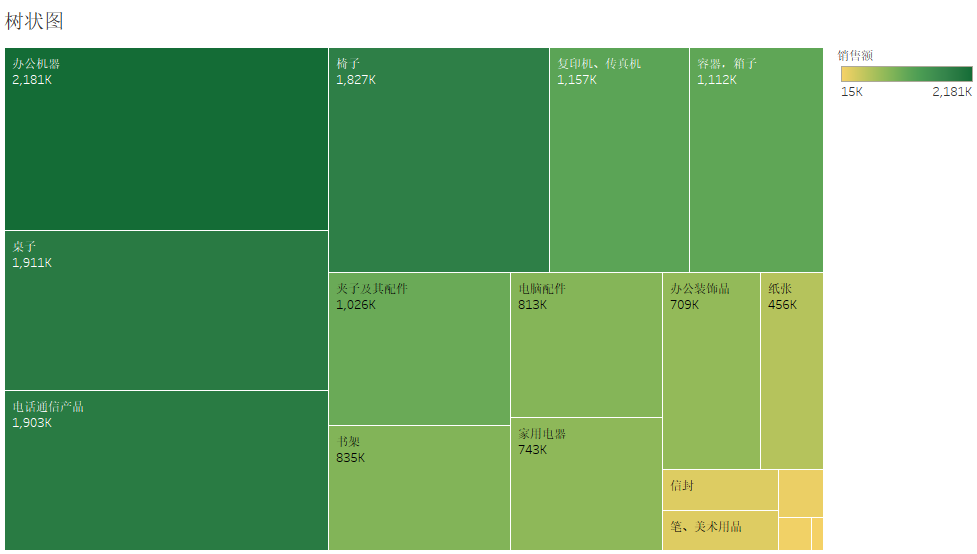 树状图
办公机器
2,181K
桌子
1,911K
电话通信产品
1,903K
椅子
1,827K
复印机、传真机
1,157K
容器，箱子
1,112K
夹子及其配件
1,026K
书架
835K
电脑配件
813K
家用电器
743K
办公装饰品
709K
纸张
456K
信封
笔、美术用品
销售额
15K
2,181K